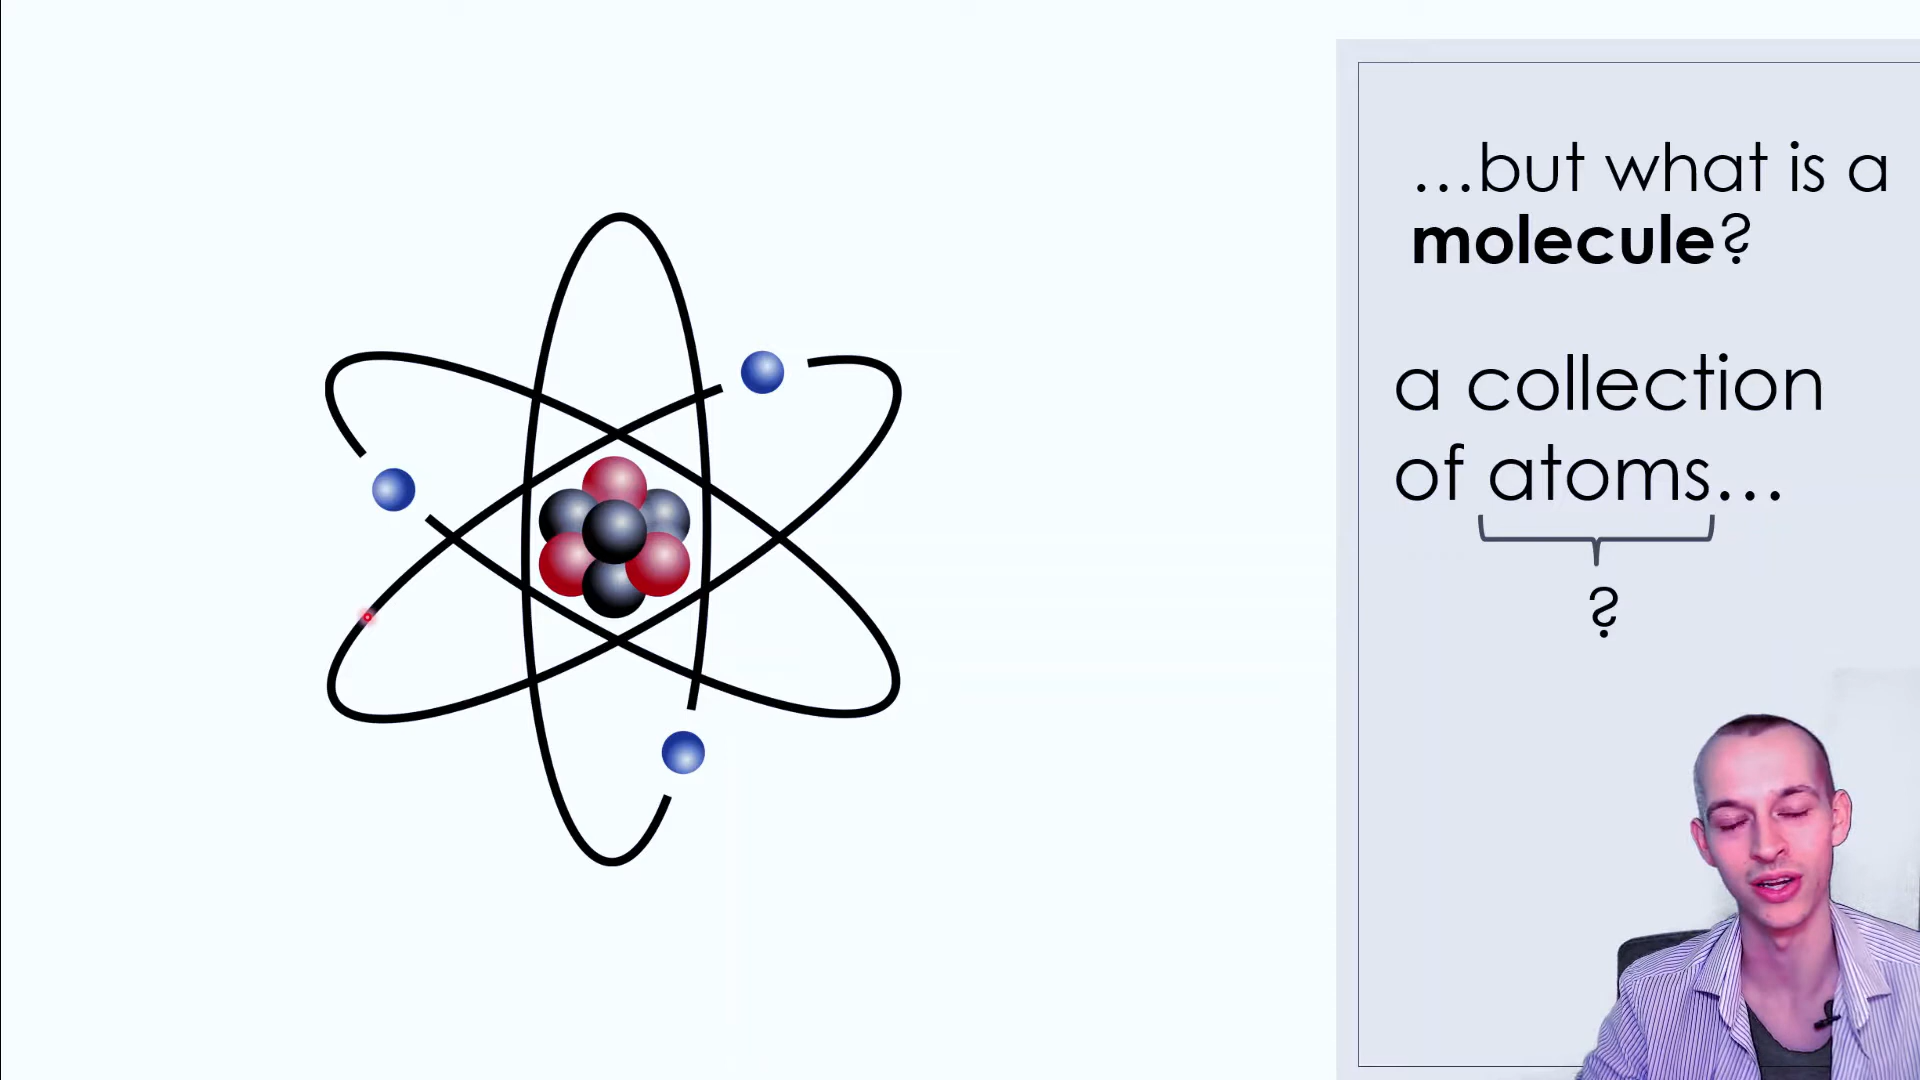 ...but what is a
molecule?
a collection
of atoms...
?